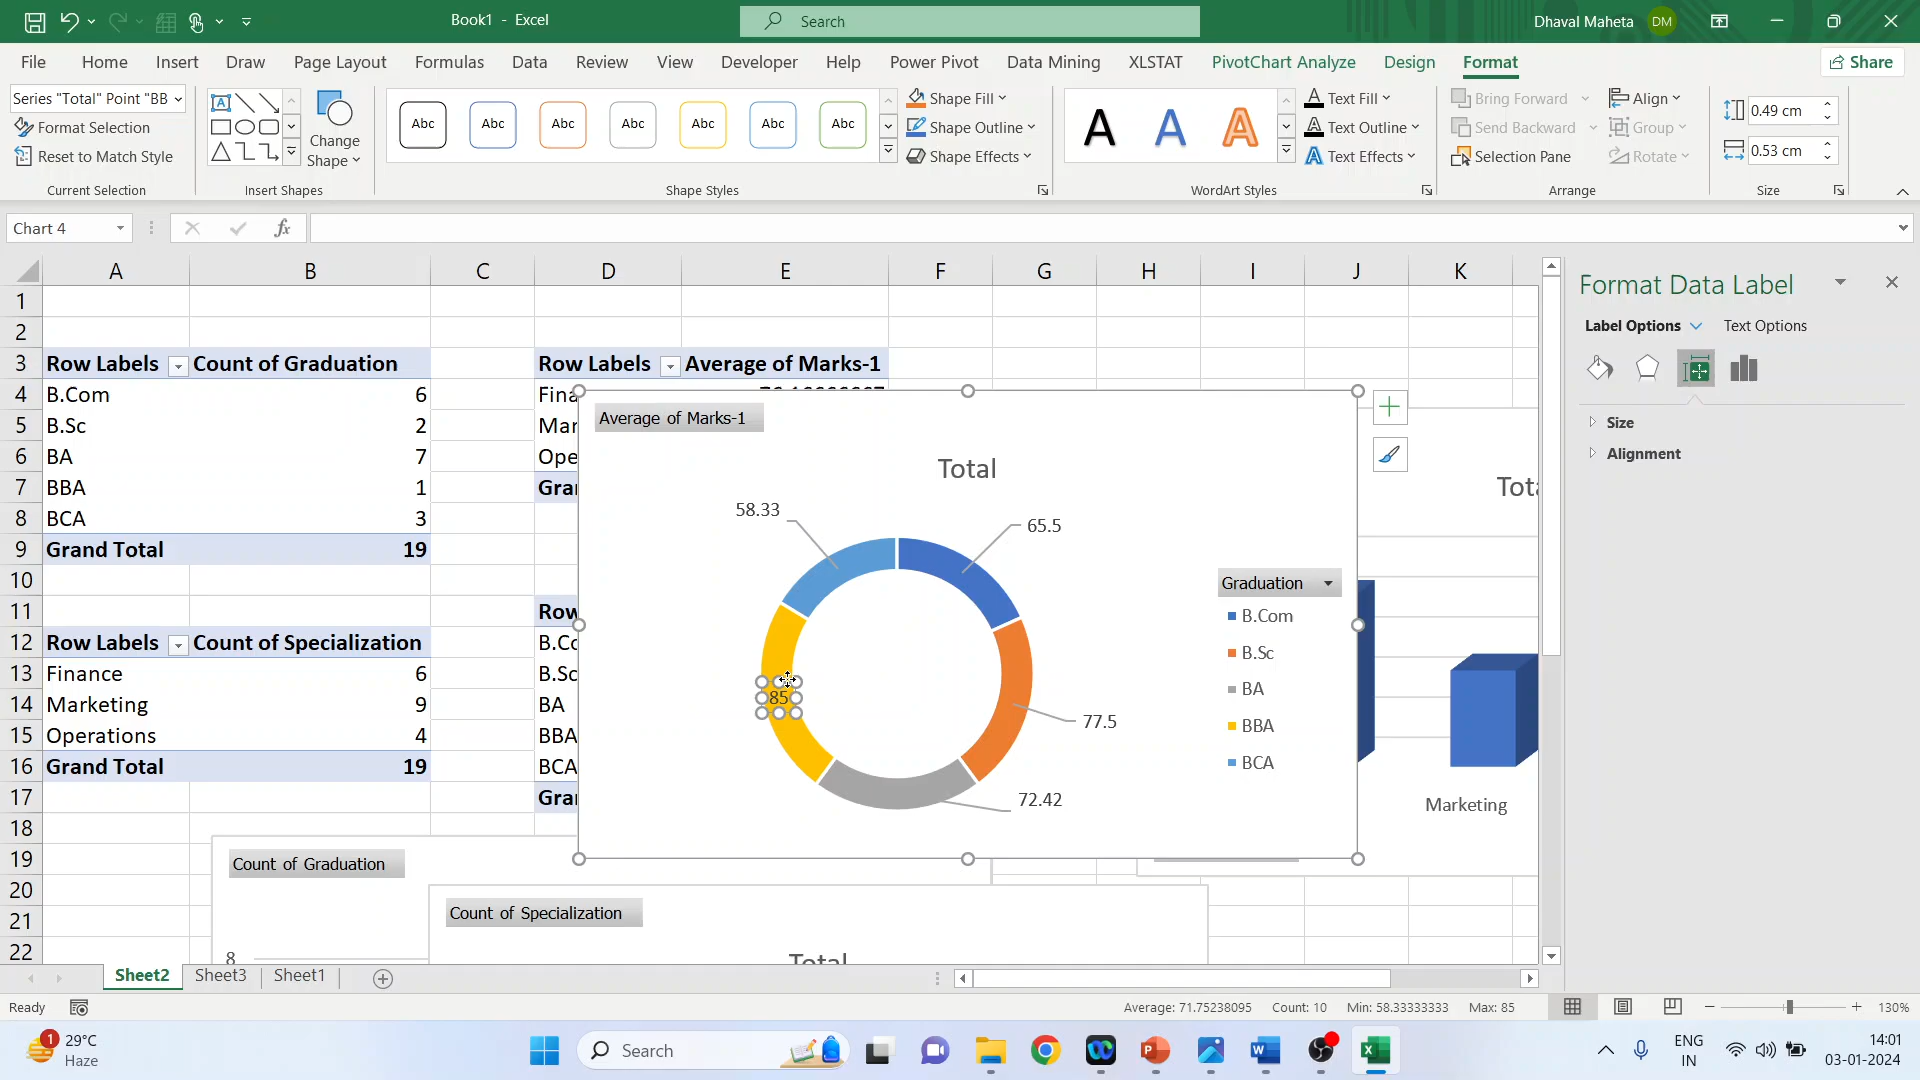 Book1 - Excel
Search
Dhaval Maheta DM
File Home Insert Draw Page Layout Formulas Data Review View Developer Help Power Pivot Data Mining XLSTAT PivotChart Analyze Design Format
Share
Series "Total" Point "BB
Format Selection
Reset to Match Style
Current Selection
Change
Shape
Insert Shapes
Abc Abc Abc Abc Abc Abc Abc
Shape Styles
Shape Fill
Shape Outline
Shape Effects
A A A
WordArt Styles
Text Fill
Text Outline
Text Effects
Bring Forward
Send Backward
Selection Pane
Align
Group
Rotate
Arrange
0.49 cm
0.53 cm
Size
Chart 4
fx
A B C D E F G H I J K
1
2
3 Row Labels Count of Graduation Row Labels Average of Marks-1
4 B.Com 6
5 B.Sc 2
6 BA 7
7 BBA 1
8 BCA 3
9 Grand Total 19
10
11
12 Row Labels Count of Specialization
13 Finance 6
14 Marketing 9
15 Operations 4
BBA
16 Grand Total 19
BCA
17
18
19
20
21
22
B.Sc
BA
Average of Marks-1
Total
58.33
65.5
85
77.5
72.42
Graduation
B.Com
B.Sc
BA
BBA
BCA
Marketing
Count of Graduation
8
Count of Specialization
Total
Format Data Label
Label Options Text Options
Size
Alignment
Sheet2 Sheet3 Sheet1
Ready
Average: 71.75238095 Count: 10 Min: 58.33333333 Max: 85
130%
1
29°C
Haze
Search
ENG
IN
14:01
03-01-2024